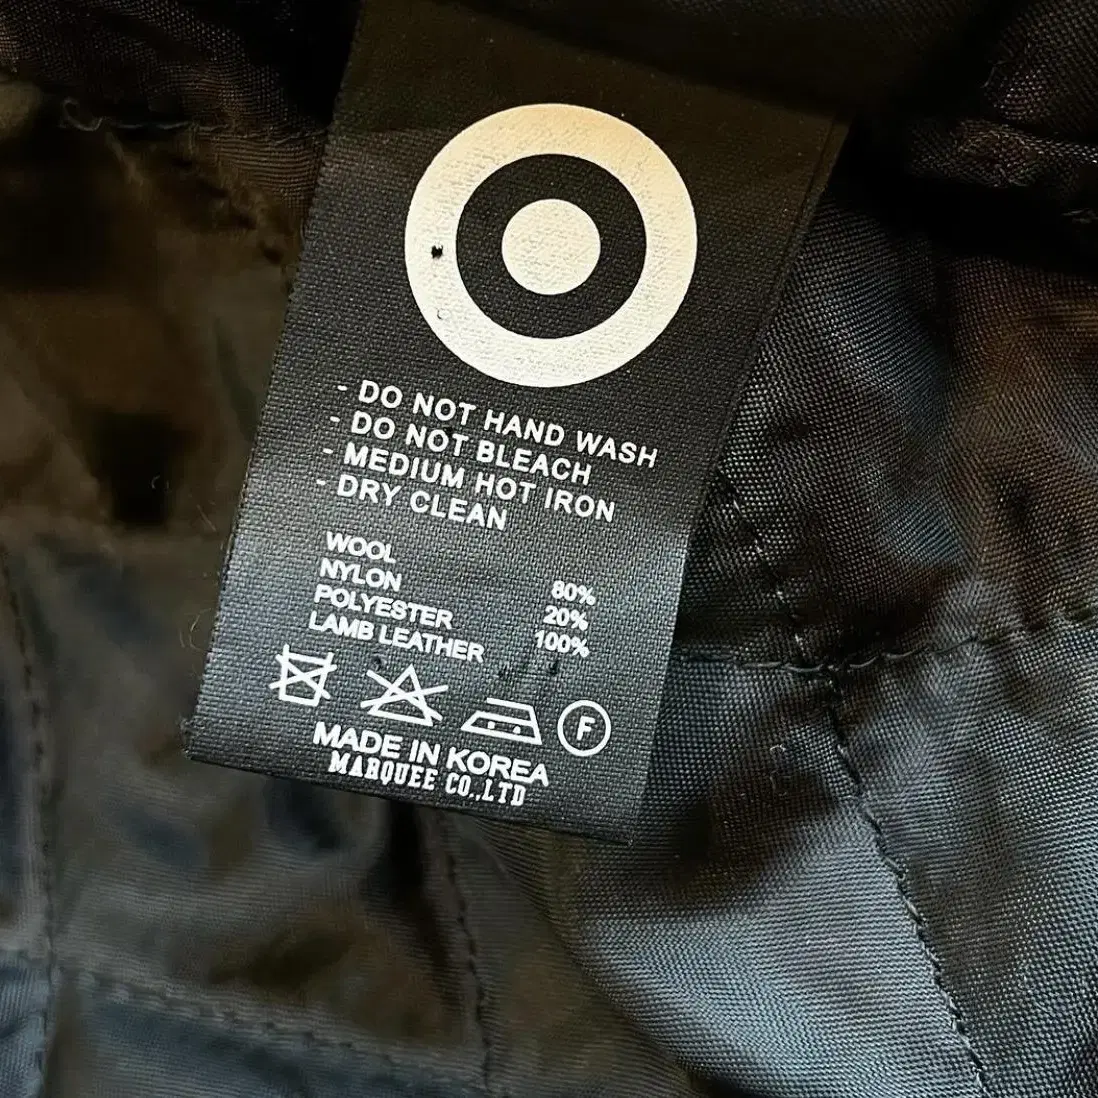 - DO NOT HAND WASH
- DO NOT BLEACH
- MEDIUM HOT IRON
- DRY CLEAN
WOOL 80%
NYLON 20%
POLYESTER 100%
LAMB LEATHER
F
MADE IN KOREA
MARQUEE CO.,LTD